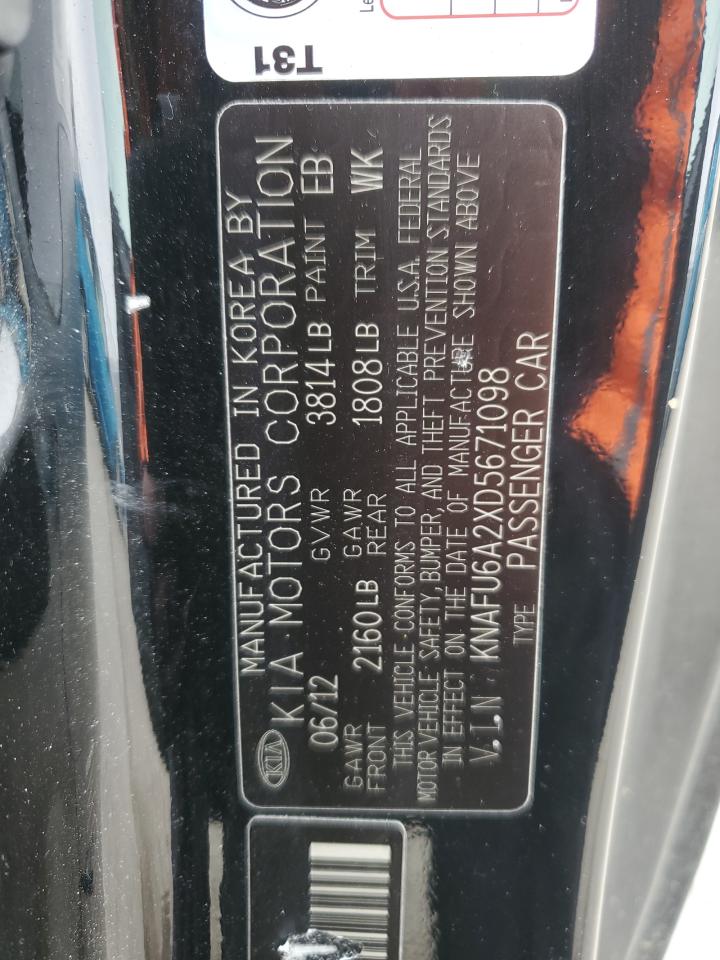 T31
Le
KIA
MANUFACTURED IN KOREA BY
KIA MOTORS CORPORATION
06/12 GVWR 3814LB PAINT EB
GAWR FRONT 2160LB GAWR REAR 1808LB TRIM WK
THIS VEHICLE CONFORMS TO ALL APPLICABLE U.S.A. FEDERAL
MOTOR VEHICLE SAFETY, BUMPER, AND THEFT PREVENTION STANDARDS
IN EFFECT ON THE DATE OF MANUFACTURE SHOWN ABOVE
V.I.N KNAFU6A2XD5671098
TYPE PASSENGER CAR